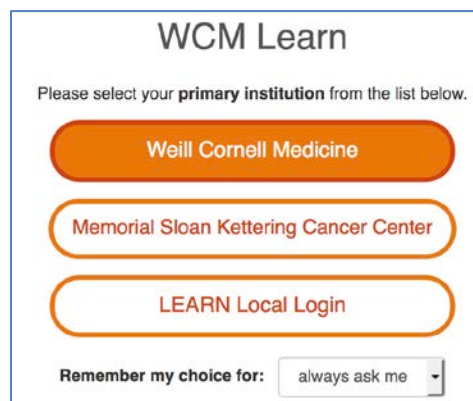 WCM Learn
Please select your primary institution from the list below.
Weill Cornell Medicine
Memorial Sloan Kettering Cancer Center
LEARN Local Login
Remember my choice for: always ask me